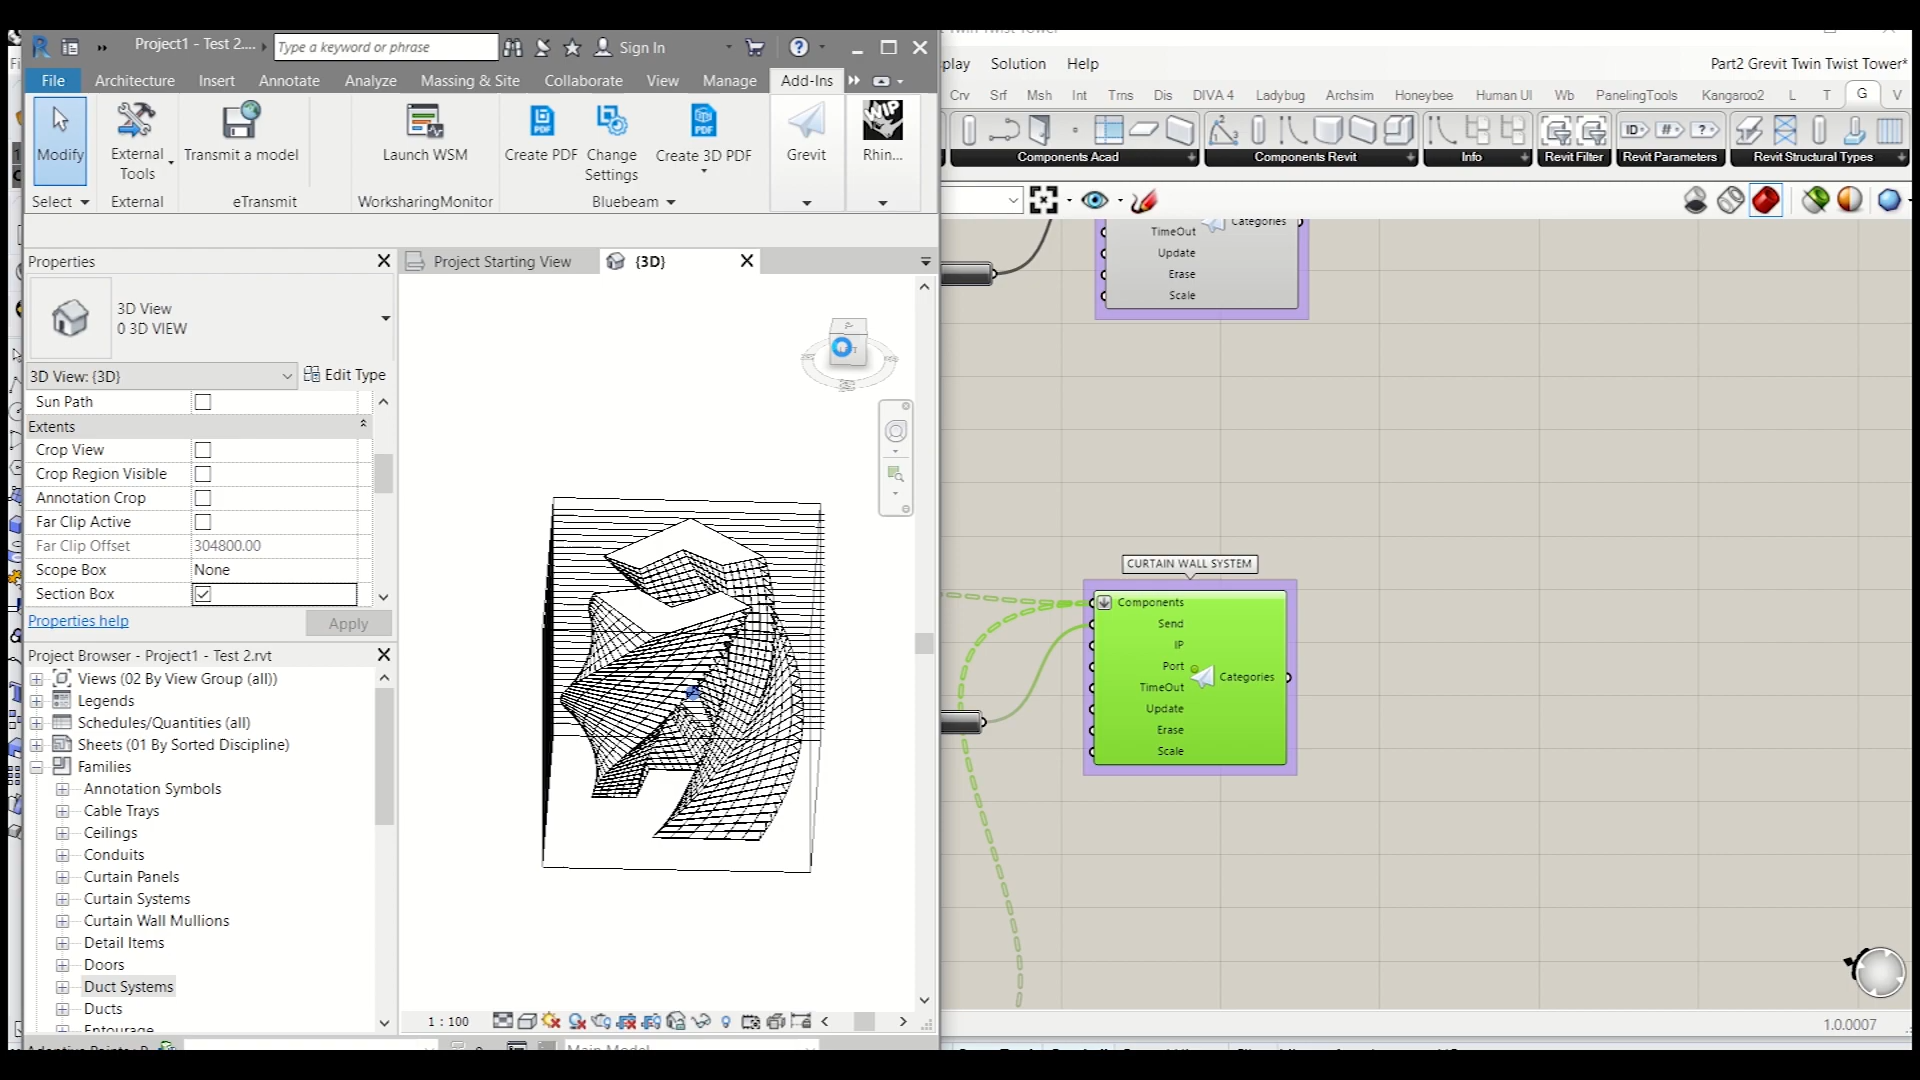 Project1 - Test 2....
Type a keyword or phrase
Sign In
File
Architecture
Insert
Annotate
Analyze
Massing & Site
Collaborate
View
Manage
Add-Ins
Modify
External
Tools
Transmit a model
Launch WSM
Create PDF
Change
Settings
Create 3D PDF
Grevit
Rhin...
Select
External
eTransmit
WorksharingMonitor
Bluebeam
Properties
Project Starting View
{3D}
3D View
0 3D VIEW
3D View: {3D}
Edit Type
Sun Path
Extents
Crop View
Crop Region Visible
Annotation Crop
Far Clip Active
Far Clip Offset
304800.00
Scope Box
None
Section Box
Properties help
Apply
Project Browser - Project1 - Test 2.rvt
Views (02 By View Group (all))
Legends
Schedules/Quantities (all)
Sheets (01 By Sorted Discipline)
Families
Annotation Symbols
Cable Trays
Ceilings
Conduits
Curtain Panels
Curtain Systems
Curtain Wall Mullions
Detail Items
Doors
Duct Systems
Ducts
Entourage
1 : 100
Main Model
Solution
Help
Part2 Grevit Twin Twist Tower*
Crv
Srf
Msh
Int
Trns
Dis
DIVA 4
Ladybug
Archsim
Honeybee
Human UI
Wb
PanelingTools
Kangaroo2
L
T
G
V
ID
#
?
Components Acad
Components Revit
Info
Revit Filter
Revit Parameters
Revit Structural Types
Categories
TimeOut
Update
Erase
Scale
CURTAIN WALL SYSTEM
Components
Send
IP
Port
Categories
TimeOut
Update
Erase
Scale
1.0.0007